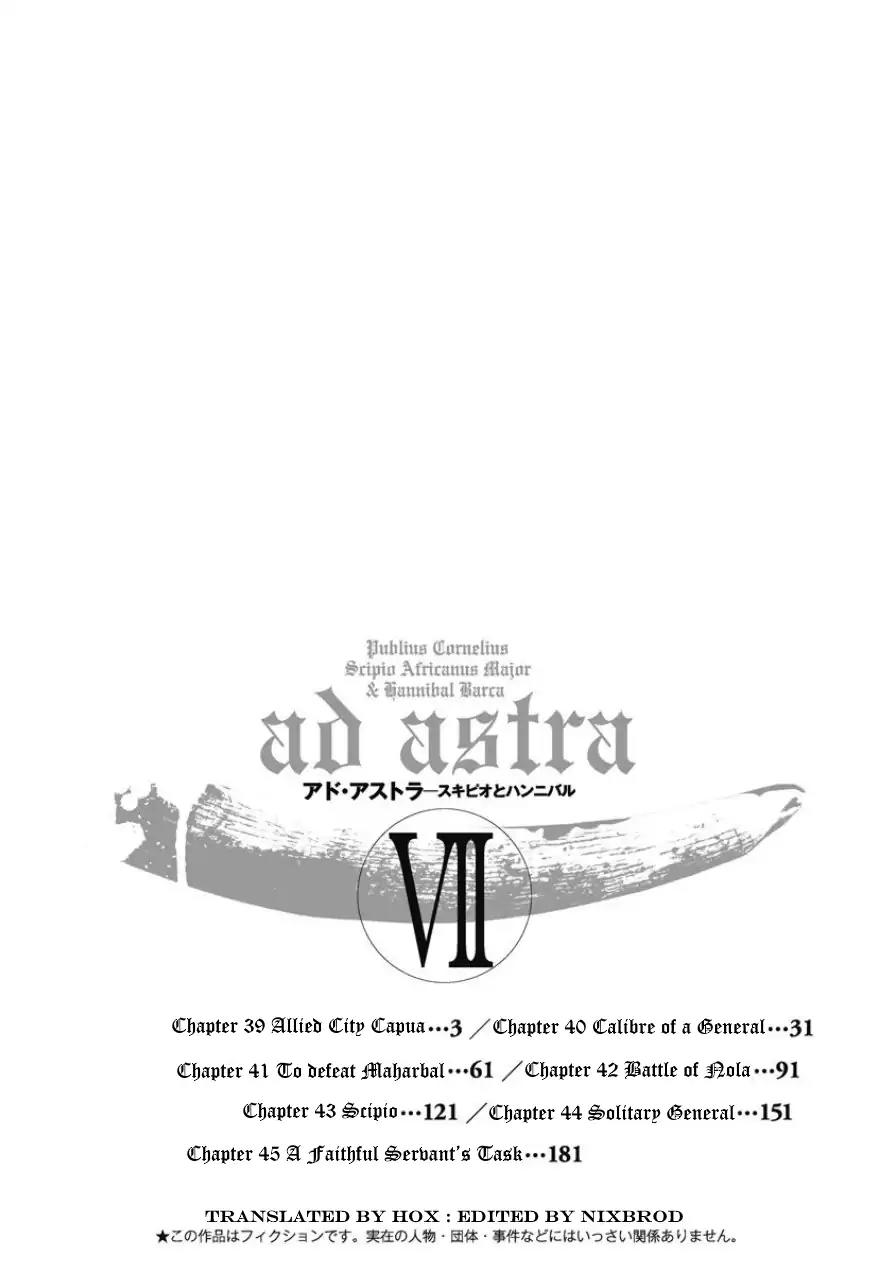 Publius Cornelius
Scipio Africanus Major
& Hannibal Barca
ad astra
アド・アストラ─スキピオとハンニバル
VII
Chapter 39 Allied City Capua…3 ／Chapter 40 Calibre of a General…31
Chapter 41 To defeat Maharbal…61 ／Chapter 42 Battle of Nola…91
Chapter 43 Scipio…121 ／Chapter 44 Solitary General…151
Chapter 45 A Faithful Servant's Task…181
TRANSLATED BY HOX : EDITED BY NIXBROD
★この作品はフィクションです。実在の人物・団体・事件などにはいっさい関係ありません。